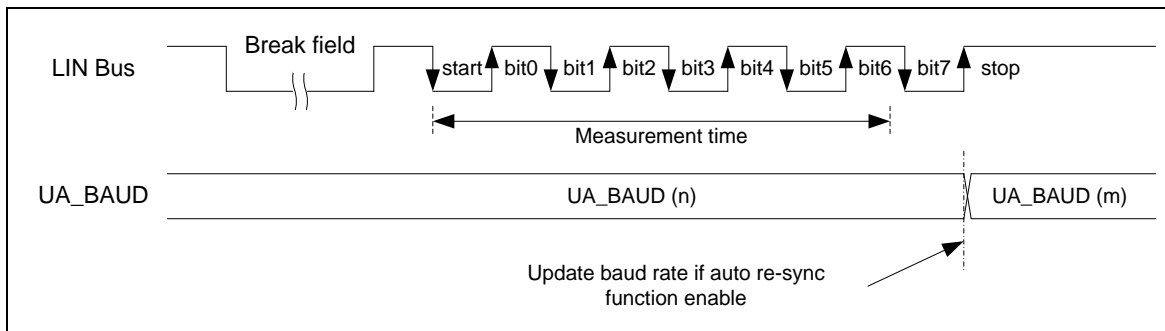 Break field
LIN Bus
start bit0 bit1 bit2 bit3 bit4 bit5 bit6 bit7 stop
Measurement time
UA_BAUD
UA_BAUD (n)
UA_BAUD (m)
Update baud rate if auto re-sync
function enable